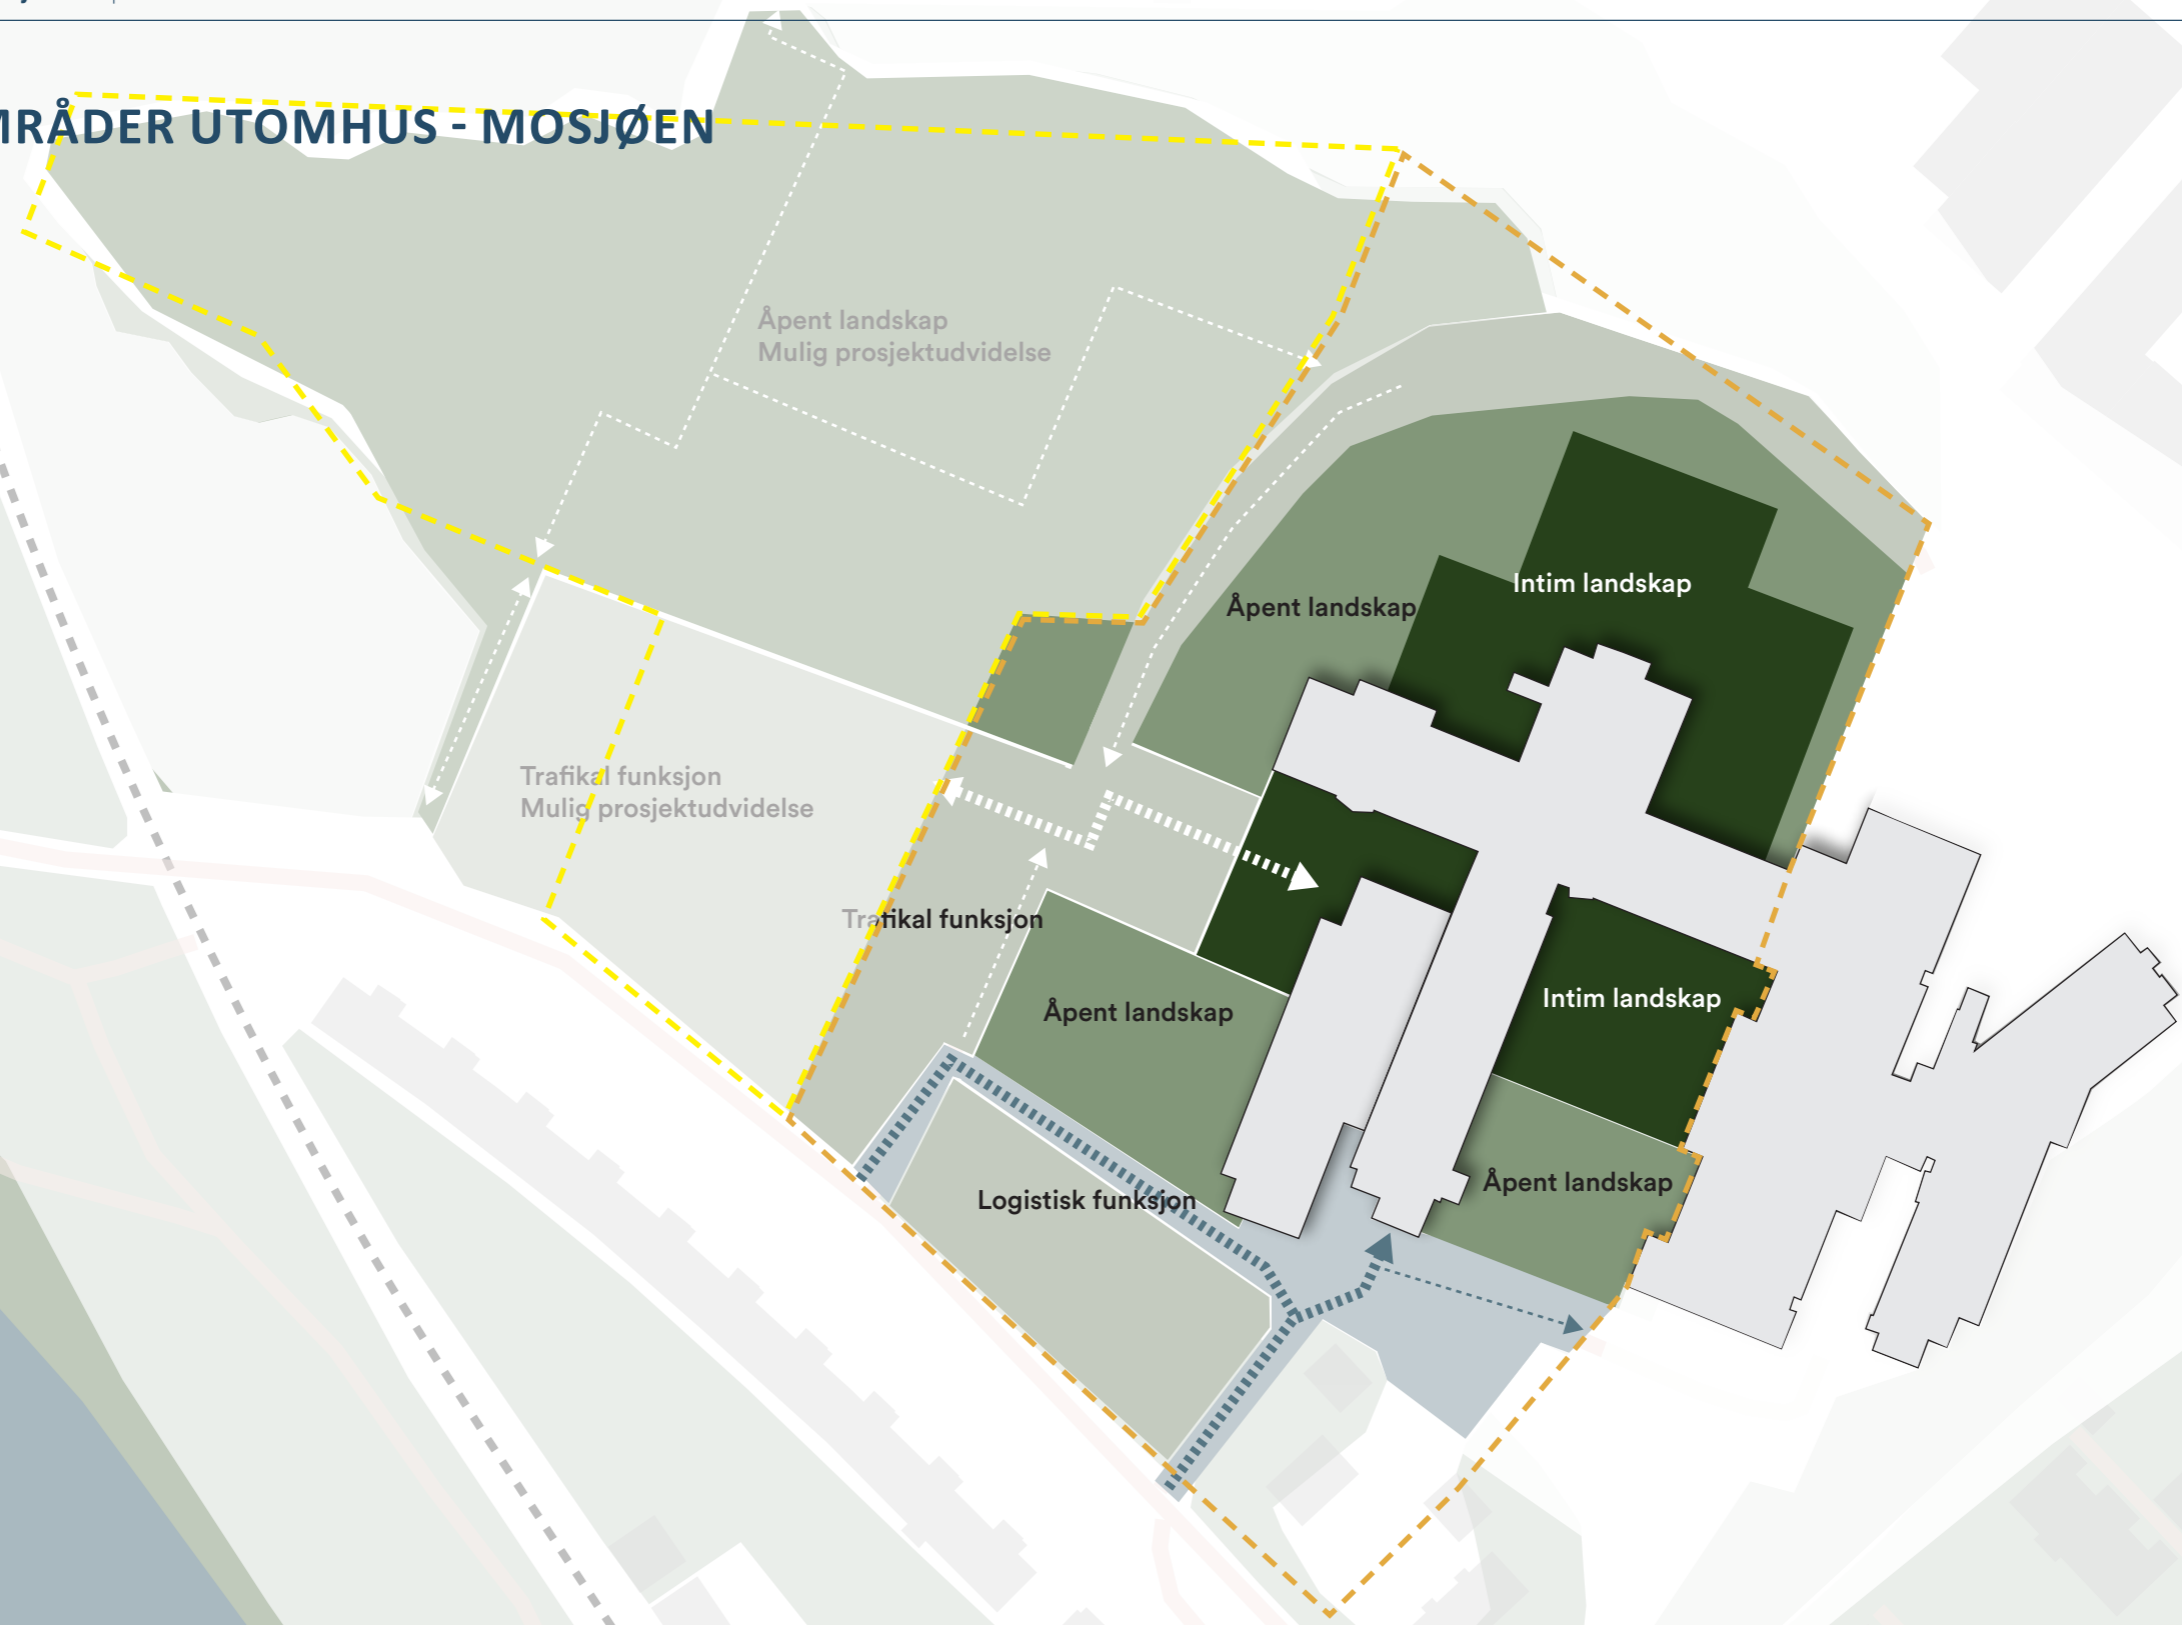 MRÅDER UTOMHUS - MOSJØEN
Åpent landskap
Mulig prosjektudvidelse
Intim landskap
Åpent landskap
Trafikal funksjon
Mulig prosjektudvidelse
Trafikal funksjon
Intim landskap
Åpent landskap
Åpent landskap
Logistisk funksjon